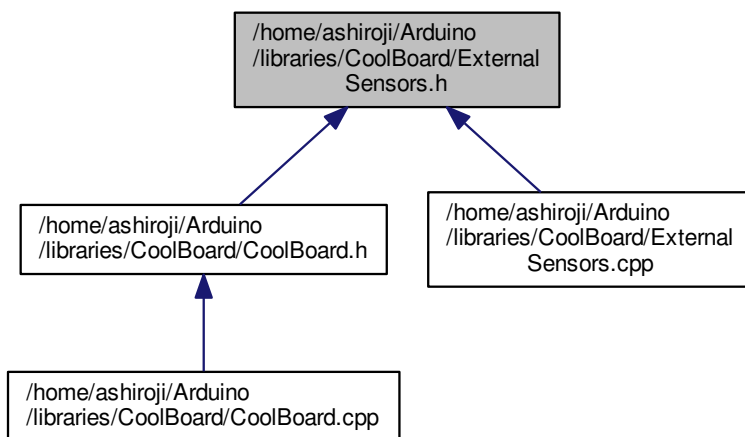 /home/ashiroji/Arduino
/libraries/CoolBoard/External
Sensors.h
/home/ashiroji/Arduino
/libraries/CoolBoard/CoolBoard.h
/home/ashiroji/Arduino
/libraries/CoolBoard/External
Sensors.cpp
/home/ashiroji/Arduino
/libraries/CoolBoard/CoolBoard.cpp